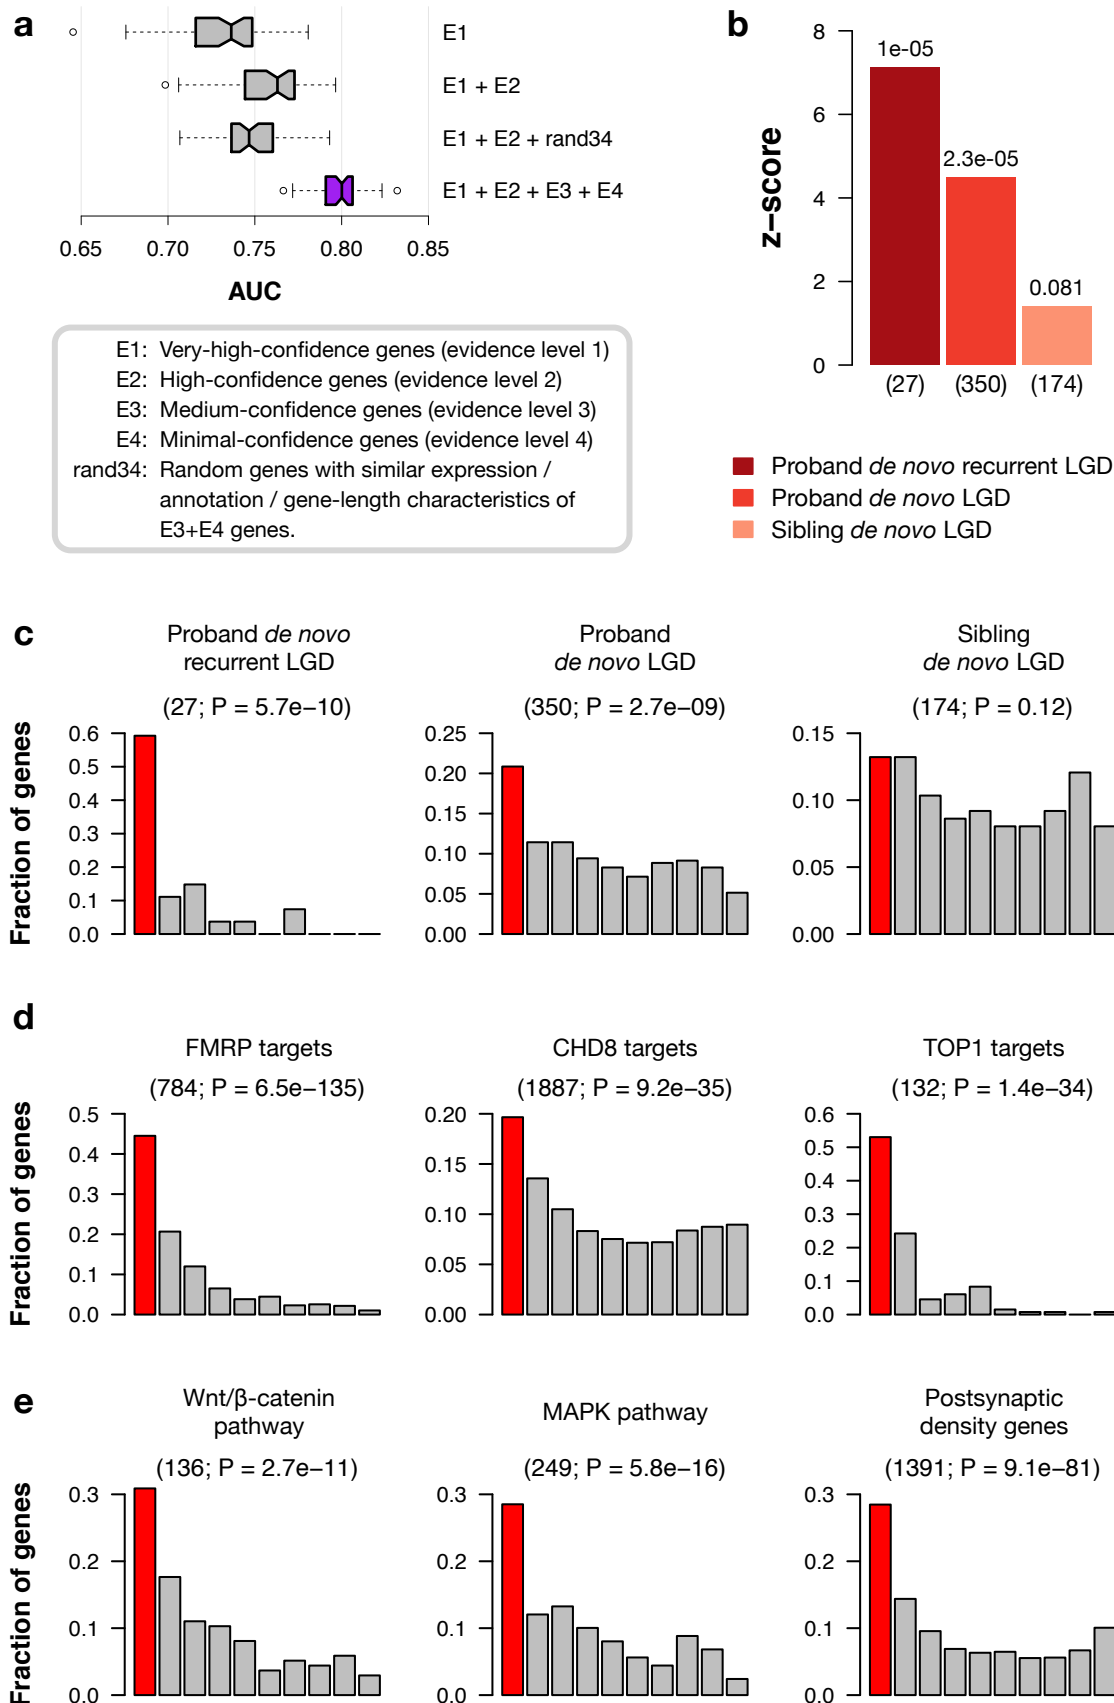 a
E1
E1 + E2
E1 + E2 + rand34
E1 + E2 + E3 + E4
0.65 0.70 0.75 0.80 0.85
AUC
E1: Very-high-confidence genes (evidence level 1)
E2: High-confidence genes (evidence level 2)
E3: Medium-confidence genes (evidence level 3)
E4: Minimal-confidence genes (evidence level 4)
rand34: Random genes with similar expression /
annotation / gene-length characteristics of
E3+E4 genes.
b
z–score
8
6
4
2
0
1e-05
2.3e-05
0.081
(27) (350) (174)
Proband de novo recurrent LGD
Proband de novo LGD
Sibling de novo LGD
c
Fraction of genes
Proband de novo
recurrent LGD
(27; P = 5.7e−10)
0.6
0.5
0.4
0.3
0.2
0.1
0.0
Proband
de novo LGD
(350; P = 2.7e−09)
0.25
0.20
0.15
0.10
0.05
0.00
Sibling
de novo LGD
(174; P = 0.12)
0.15
0.10
0.05
0.00
d
Fraction of genes
FMRP targets
(784; P = 6.5e−135)
0.5
0.4
0.3
0.2
0.1
0.0
CHD8 targets
(1887; P = 9.2e−35)
0.20
0.15
0.10
0.05
0.00
TOP1 targets
(132; P = 1.4e−34)
0.6
0.5
0.4
0.3
0.2
0.1
0.0
e
Fraction of genes
Wnt/β-catenin
pathway
(136; P = 2.7e−11)
0.3
0.2
0.1
0.0
MAPK pathway
(249; P = 5.8e−16)
0.3
0.2
0.1
0.0
Postsynaptic
density genes
(1391; P = 9.1e−81)
0.3
0.2
0.1
0.0